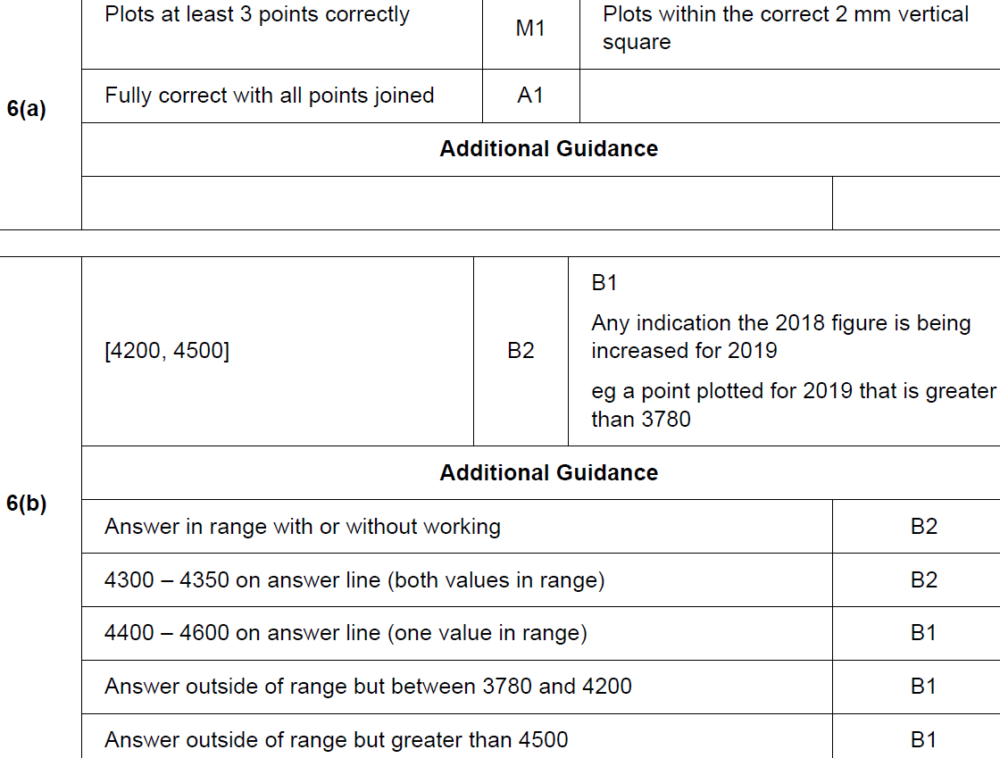 Plots at least 3 points correctly
M1
Plots within the correct 2 mm vertical
square
6(a)
Fully correct with all points joined
A1
Additional Guidance
[4200, 4500]
B2
B1
Any indication the 2018 figure is being
increased for 2019
eg a point plotted for 2019 that is greater
than 3780
Additional Guidance
6(b)
Answer in range with or without working
B2
4300 – 4350 on answer line (both values in range)
B2
4400 – 4600 on answer line (one value in range)
B1
Answer outside of range but between 3780 and 4200
B1
Answer outside of range but greater than 4500
B1